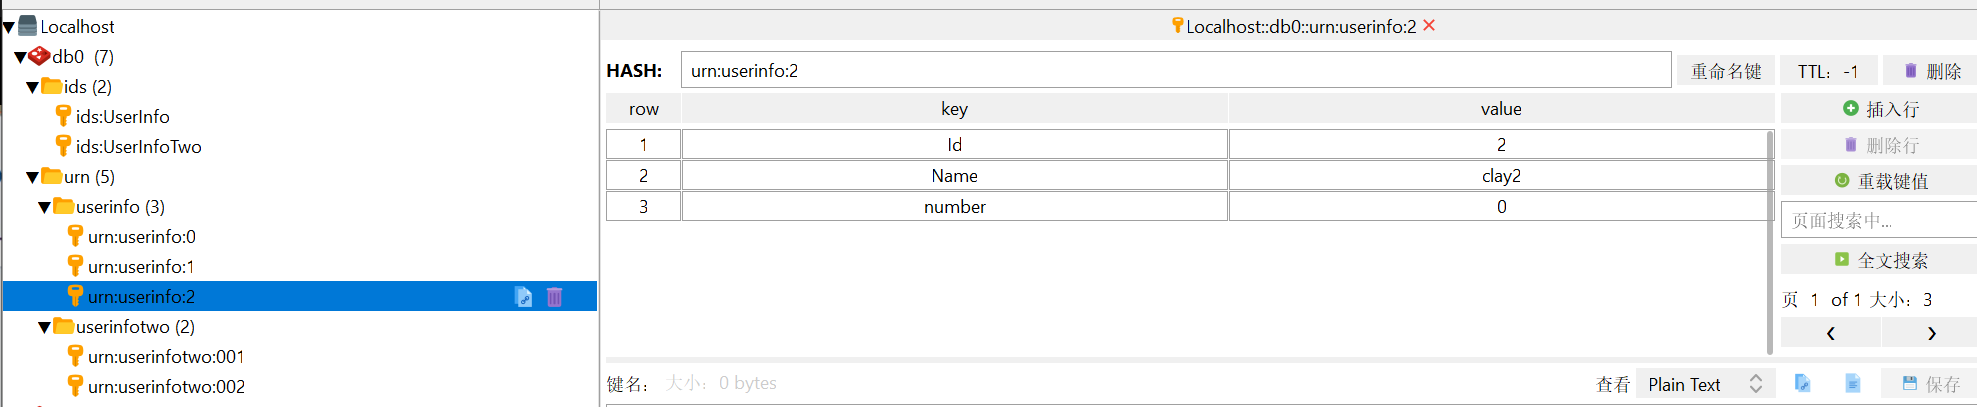 Localhost
db0 (7)
ids (2)
ids:UserInfo
ids:UserInfoTwo
urn (5)
userinfo (3)
urn:userinfo:0
urn:userinfo:1
urn:userinfo:2
userinfotwo (2)
urn:userinfotwo:001
urn:userinfotwo:002
Localhost::db0::urn:userinfo:2
HASH: urn:userinfo:2 重命名键 TTL: -1 删除
row key value
1 Id 2
2 Name clay2
3 number 0
插入行
删除行
重载键值
页面搜索中...
全文搜索
页 1 of 1 大小: 3
键名: 大小: 0 bytes 查看 Plain Text 保存